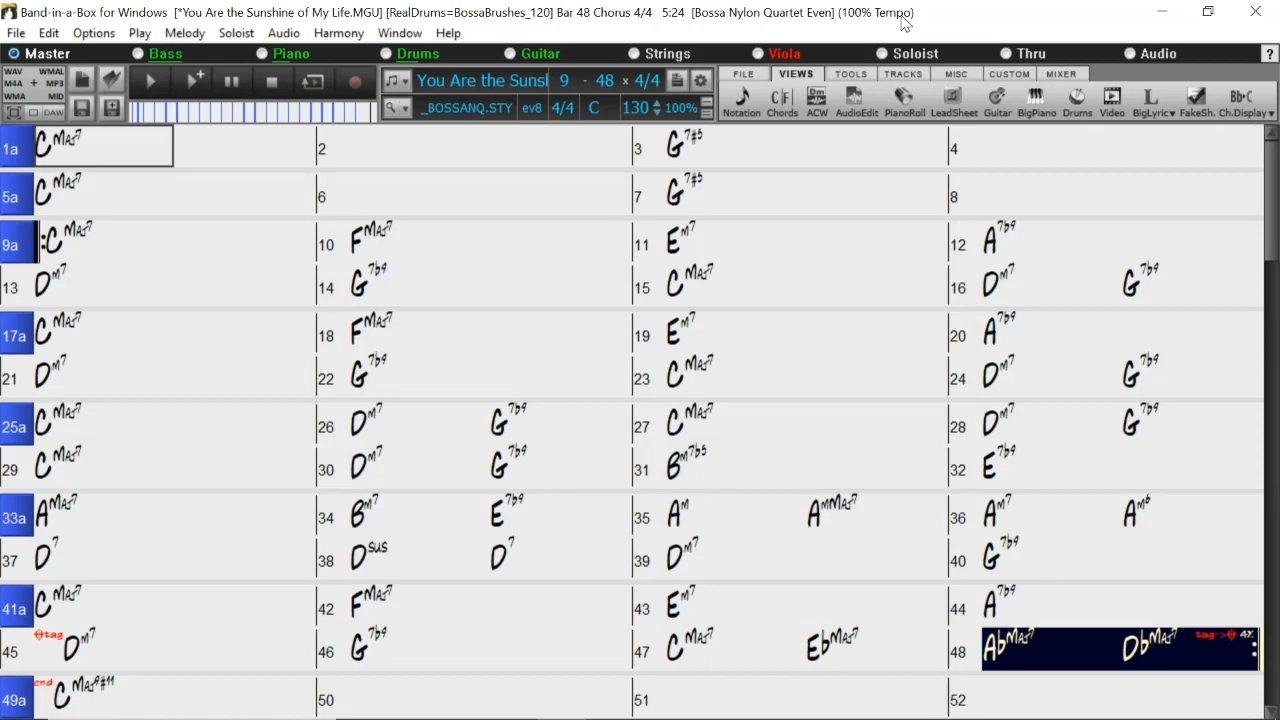 Band-in-a-Box for Windows [*You Are the Sunshine of My Life.MGU] [RealDrums=BossaBrushes_120] Bar 48 Chorus 4/4 5:24 [Bossa Nylon Quartet Even] (100% Tempo)
File Edit Options Play Melody Soloist Audio Harmony Window Help
Master Bass Piano Drums Guitar Strings Viola Soloist Thru Audio ?
WAV WMAL
M4A + MP3
WMA MID
DAW
You Are the Sunsl 9 - 48 x 4/4
_BOSSANQ.STY ev8 4/4 C 130 100%
FILE VIEWS TOOLS TRACKS MISC CUSTOM MIXER
Notation Chords ACW AudioEdit PianoRoll LeadSheet Guitar BigPiano Drums Video BigLyric FakeSh. Ch.Display
1a CMAJ7 2 3 G7#5 4
5a CMAJ7 6 7 G7#5 8
9a :CMAJ7 10 FMAJ7 11 Em7 12 A7b9
13 Dm7 14 G7b9 15 CMAJ7 16 Dm7 G7b9
17a CMAJ7 18 FMAJ7 19 Em7 20 A7b9
21 Dm7 22 G7b9 23 CMAJ7 24 Dm7 G7b9
25a CMAJ7 26 Dm7 G7b9 27 CMAJ7 28 Dm7 G7b9
29 CMAJ7 30 Dm7 G7b9 31 Bm7b5 32 E7b9
33a AMAJ7 34 Bm7 E7b9 35 Am AmMAJ7 36 Am7 Am6
37 D7 38 Dsus D7 39 Dm7 40 G7b9
41a CMAJ7 42 FMAJ7 43 Em7 44 A7b9
45 tag Dm7 46 G7b9 47 CMAJ7 EbMAJ7 48 AbMAJ7 DbMAJ7 tag-> 4X :
49a end CMAJ9#11 50 51 52